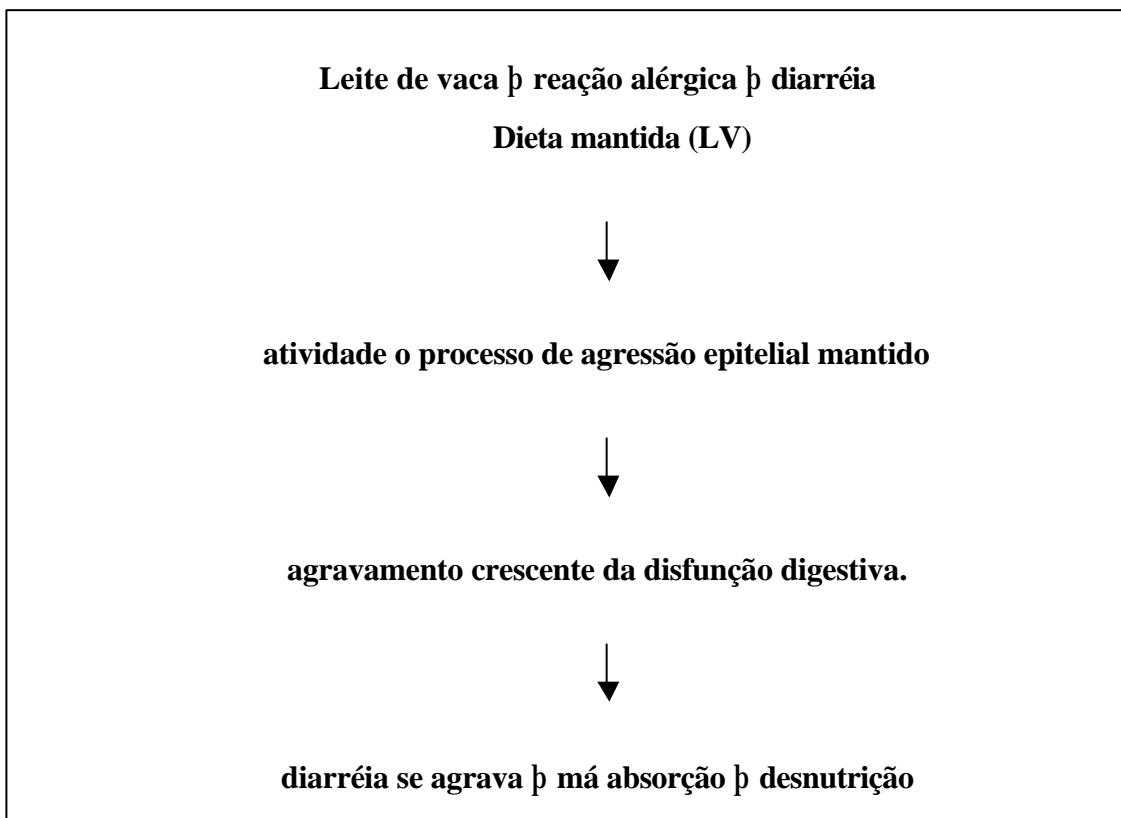 Leite de vaca þ reação alérgica þ diarréia
Dieta mantida (LV)
atividade o processo de agressão epitelial mantido
agravamento crescente da disfunção digestiva.
diarréia se agrava þ má absorção þ desnutrição